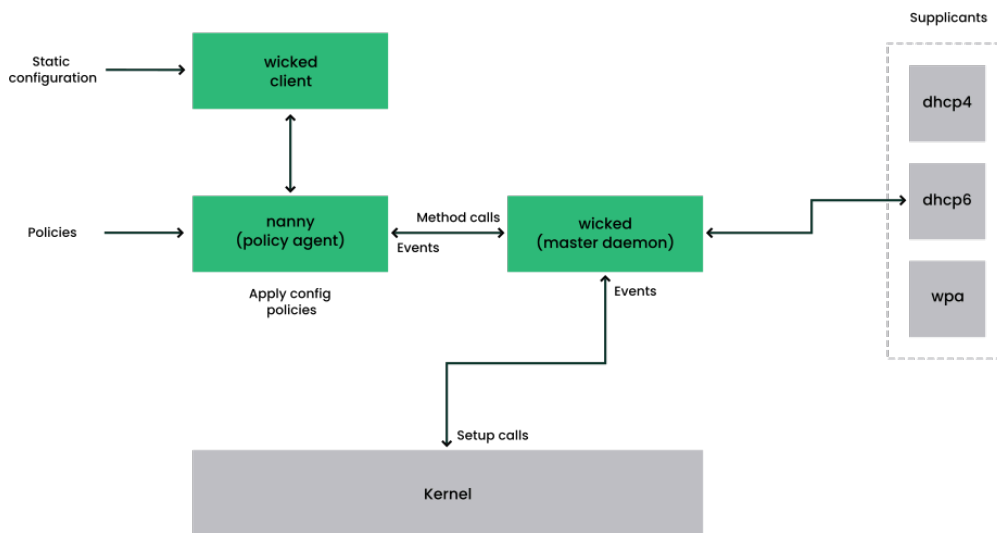 Supplicants
Static
configuration
wicked
client
dhcp4
Policies
nanny
(policy agent)
Method calls
Events
wicked
(master daemon)
dhcp6
Apply config
policies
Events
wpa
Setup calls
Kernel